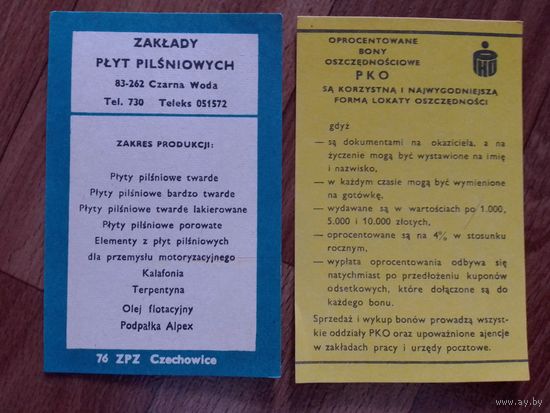 ZAKŁADY
PŁYT PILŚNIOWYCH
83-262 Czarna Woda
Tel. 730 Teleks 051572
ZAKRES PRODUKCJI:
Płyty pilśniowe twarde
Płyty pilśniowe bardzo twarde
Płyty pilśniowe twarde lakierowane
Płyty pilśniowe porowate
Elementy z płyt pilśniowych
dla przemysłu motoryzacyjnego
Kalafonia
Terpentyna
Olej flotacyjny
Podpałka Alpex
76 ZPZ Czechowice
OPROCENTOWANE
BONY
OSZCZĘDNOŚCIOWE
PKO
SĄ KORZYSTNĄ I NAJWYGODNIEJSZĄ
FORMĄ LOKATY OSZCZĘDNOŚCI
gdyż
— są dokumentami na okaziciela, a na
życzenie mogą być wystawione na imię
i nazwisko,
— w każdym czasie mogą być wymienione
na gotówkę,
— wydawane są w wartościach po 1.000,
5.000 i 10.000 złotych,
— oprocentowane są na 4% w stosunku
rocznym,
— wypłata oprocentowania odbywa się
natychmiast po przedłożeniu kuponów
odsetkowych, które dołączone są do
każdego bonu.
Sprzedaż i wykup bonów prowadzą wszyst-
kie oddziały PKO oraz upoważnione ajencje
w zakładach pracy i urzędy pocztowe.
www.ay.by